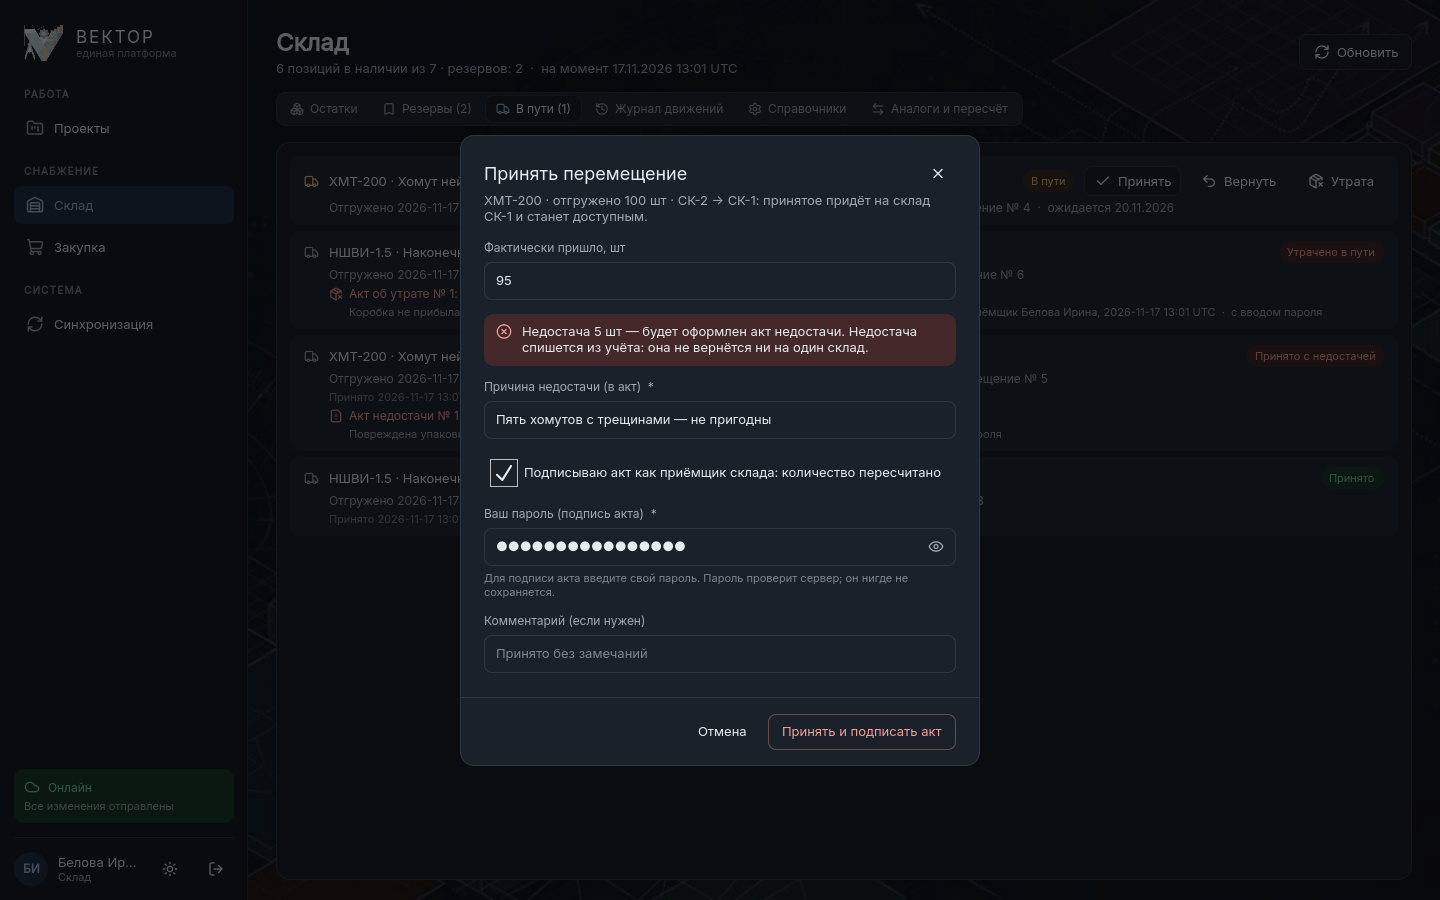 ВЕКТОР
единая платформа
РАБОТА
Проекты
СНАБЖЕНИЕ
Склад
Закупка
СИСТЕМА
Синхронизация
Онлайн
Все изменения отправлены
БИ
Белова Ир...
Склад
Склад
6 позиций в наличии из 7 · резервов: 2 · на момент 17.11.2026 13:01 UTC
Обновить
Остатки
Резервы (2)
В пути (1)
Журнал движений
Справочники
Аналоги и пересчёт
ХМТ-200 · Хомут
В пути
Принять
Вернуть
Утрата
Отгружено 2026-11-17
№ 4 · ожидается 20.11.2026
НШВИ-1.5 ·
Утрачено в пути
Отгружено 2026-11-17
№ 6
Акт об утрате № 1:
Коробка не прибыла
Белова Ирина, 2026-11-17 13:01 UTC · с вводом пароля
ХМТ-200 · Хомут
Принято с недостачей
Отгружено 2026-11-17
№ 5
Принято 2026-11-17
Акт недостачи № 1
Повреждена
НШВИ-1.5 ·
Принято
Отгружено 2026-11-17
Принято 2026-11-17
Принять перемещение
ХМТ-200 · отгружено 100 шт · СК-2 → СК-1: принятое придёт на склад
СК-1 и станет доступным.
Фактически пришло, шт
95
Недостача 5 шт — будет оформлен акт недостачи. Недостача
спишется из учёта: она не вернётся ни на один склад.
Причина недостачи (в акт) *
Пять хомутов с трещинами — не пригодны
Подписываю акт как приёмщик склада: количество пересчитано
Ваш пароль (подпись акта) *
Для подписи акта введите свой пароль. Пароль проверит сервер; он нигде не
сохраняется.
Комментарий (если нужен)
Принято без замечаний
Отмена
Принять и подписать акт